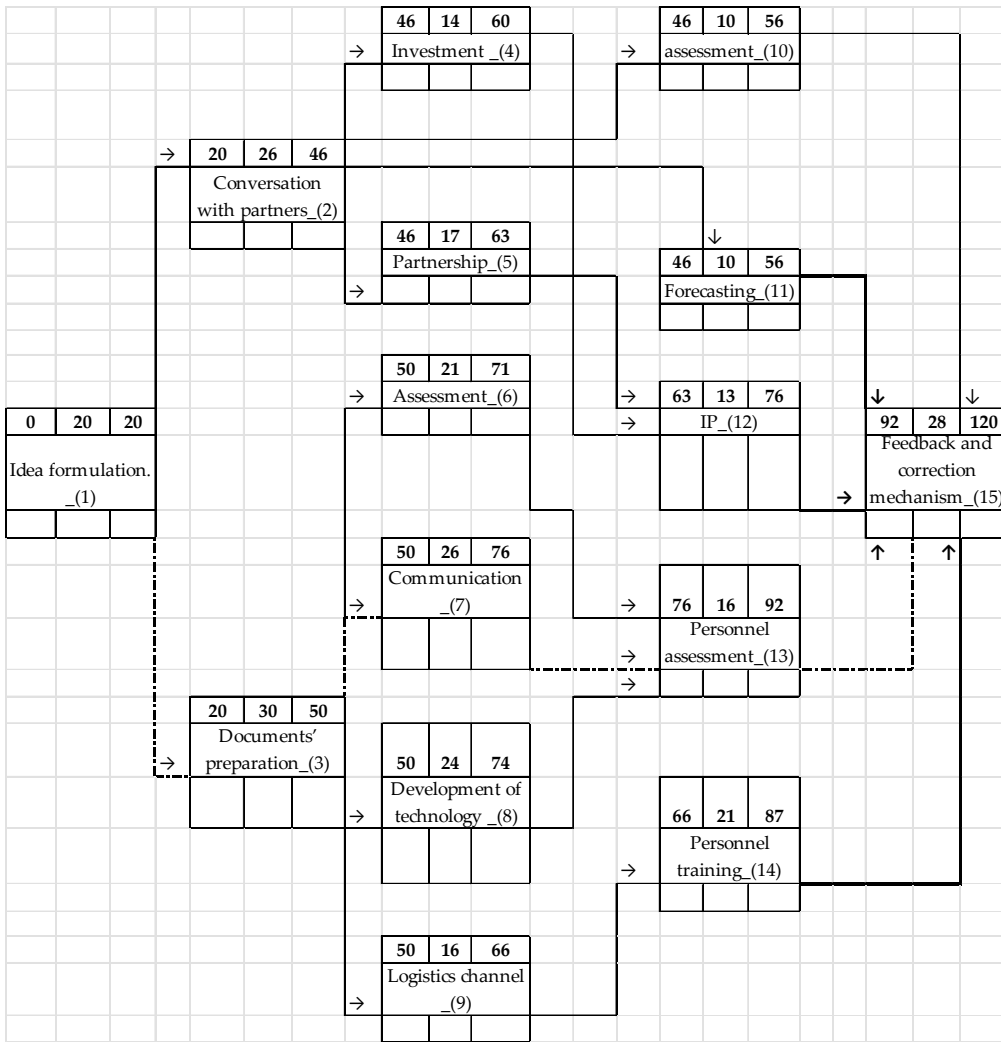 46 14 60
→ Investment _(4)
46 10 56
→ assessment_(10)
→ 20 26 46
Conversation
with partners_(2)
46 17 63
Partnership_(5)
→
↓
46 10 56
Forecasting_(11)
50 21 71
→ Assessment_(6)
→ 63 13 76
→ IP_(12)
0 20 20
Idea formulation.
_(1)
↓ ↓
92 28 120
Feedback and
correction
→ mechanism_(15)
↑ ↑
50 26 76
Communication
→ _(7)
→ 76 16 92
Personnel
→ assessment_(13)
→
20 30 50
Documents’
→ preparation_(3)
50 24 74
Development of
→ technology _(8)
66 21 87
Personnel
→ training_(14)
50 16 66
Logistics channel
→ _(9)